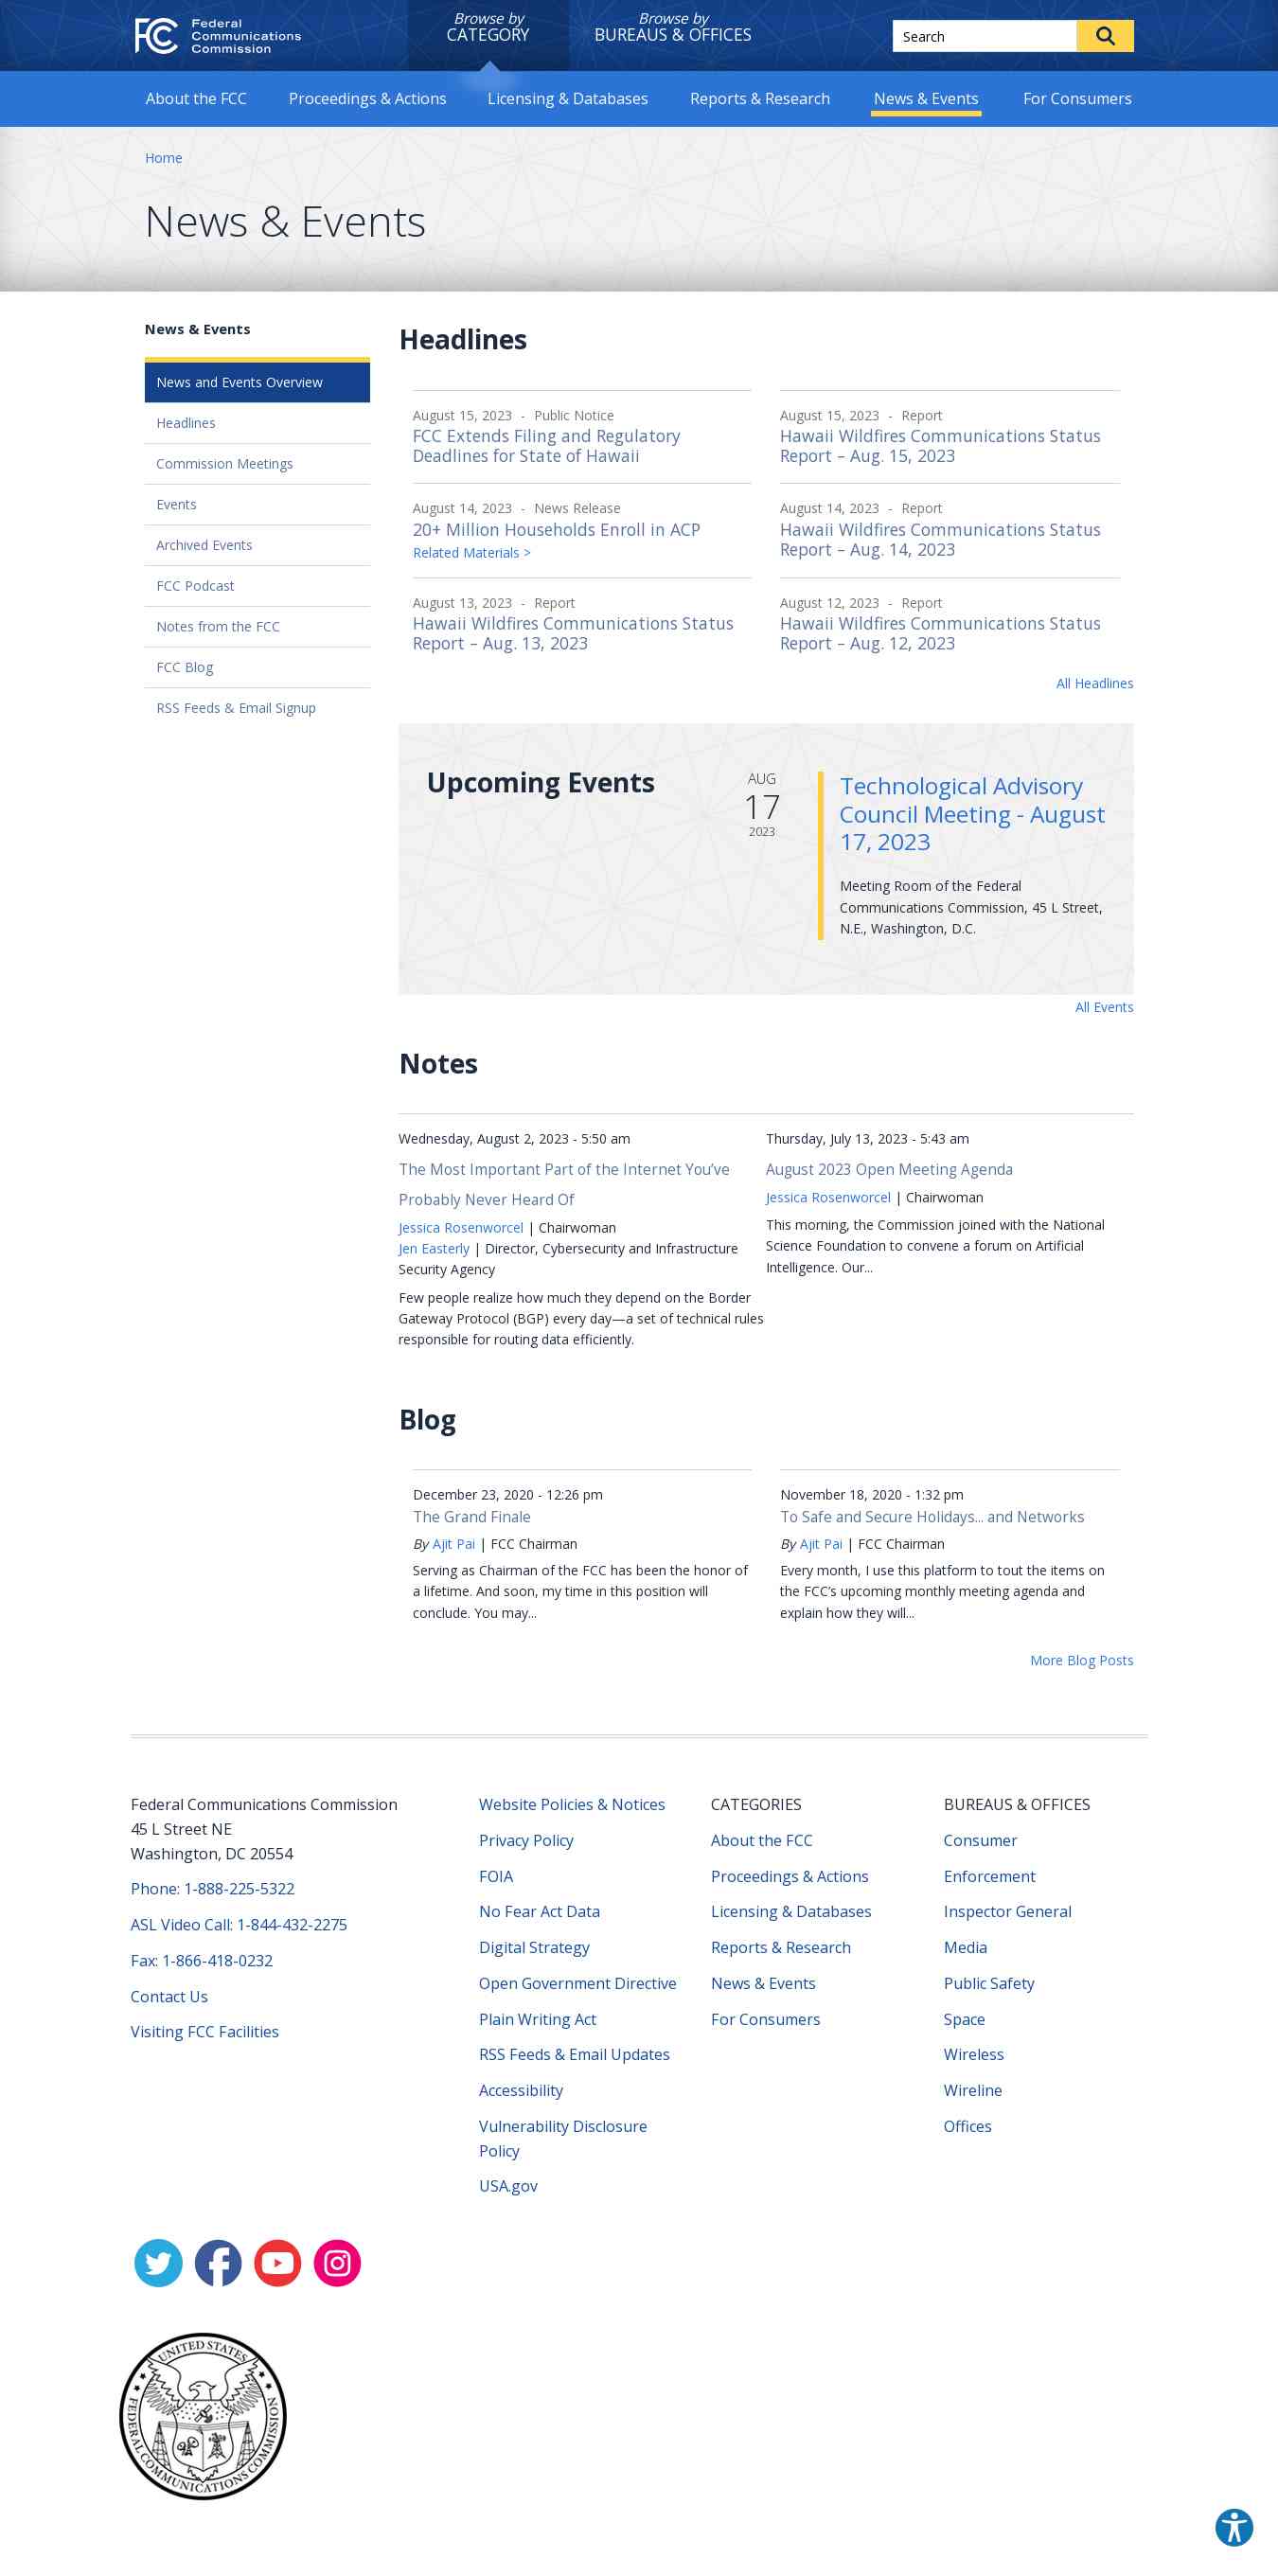 FCC Federal
Communications
Commission
Browse by
CATEGORY
Browse by
BUREAUS & OFFICES
Search
About the FCC
Proceedings & Actions
Licensing & Databases
Reports & Research
News & Events
For Consumers
Home
News & Events
News & Events
News and Events Overview
Headlines
Commission Meetings
Events
Archived Events
FCC Podcast
Notes from the FCC
FCC Blog
RSS Feeds & Email Signup
Headlines
August 15, 2023 - Public Notice
FCC Extends Filing and Regulatory
Deadlines for State of Hawaii
August 15, 2023 - Report
Hawaii Wildfires Communications Status
Report – Aug. 15, 2023
August 14, 2023 - News Release
20+ Million Households Enroll in ACP
Related Materials >
August 14, 2023 - Report
Hawaii Wildfires Communications Status
Report – Aug. 14, 2023
August 13, 2023 - Report
Hawaii Wildfires Communications Status
Report – Aug. 13, 2023
August 12, 2023 - Report
Hawaii Wildfires Communications Status
Report – Aug. 12, 2023
All Headlines
Upcoming Events
AUG
17
2023
Technological Advisory
Council Meeting - August
17, 2023
Meeting Room of the Federal
Communications Commission, 45 L Street,
N.E., Washington, D.C.
All Events
Notes
Wednesday, August 2, 2023 - 5:50 am
The Most Important Part of the Internet You’ve
Probably Never Heard Of
Jessica Rosenworcel | Chairwoman
Jen Easterly | Director, Cybersecurity and Infrastructure
Security Agency
Few people realize how much they depend on the Border
Gateway Protocol (BGP) every day—a set of technical rules
responsible for routing data efficiently.
Thursday, July 13, 2023 - 5:43 am
August 2023 Open Meeting Agenda
Jessica Rosenworcel | Chairwoman
This morning, the Commission joined with the National
Science Foundation to convene a forum on Artificial
Intelligence. Our...
Blog
December 23, 2020 - 12:26 pm
The Grand Finale
By Ajit Pai | FCC Chairman
Serving as Chairman of the FCC has been the honor of
a lifetime. And soon, my time in this position will
conclude. You may...
November 18, 2020 - 1:32 pm
To Safe and Secure Holidays... and Networks
By Ajit Pai | FCC Chairman
Every month, I use this platform to tout the items on
the FCC’s upcoming monthly meeting agenda and
explain how they will...
More Blog Posts
Federal Communications Commission
45 L Street NE
Washington, DC 20554
Phone: 1-888-225-5322
ASL Video Call: 1-844-432-2275
Fax: 1-866-418-0232
Contact Us
Visiting FCC Facilities
Website Policies & Notices
Privacy Policy
FOIA
No Fear Act Data
Digital Strategy
Open Government Directive
Plain Writing Act
RSS Feeds & Email Updates
Accessibility
Vulnerability Disclosure
Policy
USA.gov
CATEGORIES
About the FCC
Proceedings & Actions
Licensing & Databases
Reports & Research
News & Events
For Consumers
BUREAUS & OFFICES
Consumer
Enforcement
Inspector General
Media
Public Safety
Space
Wireless
Wireline
Offices
UNITED STATES
FEDERAL COMMUNICATIONS COMMISSION